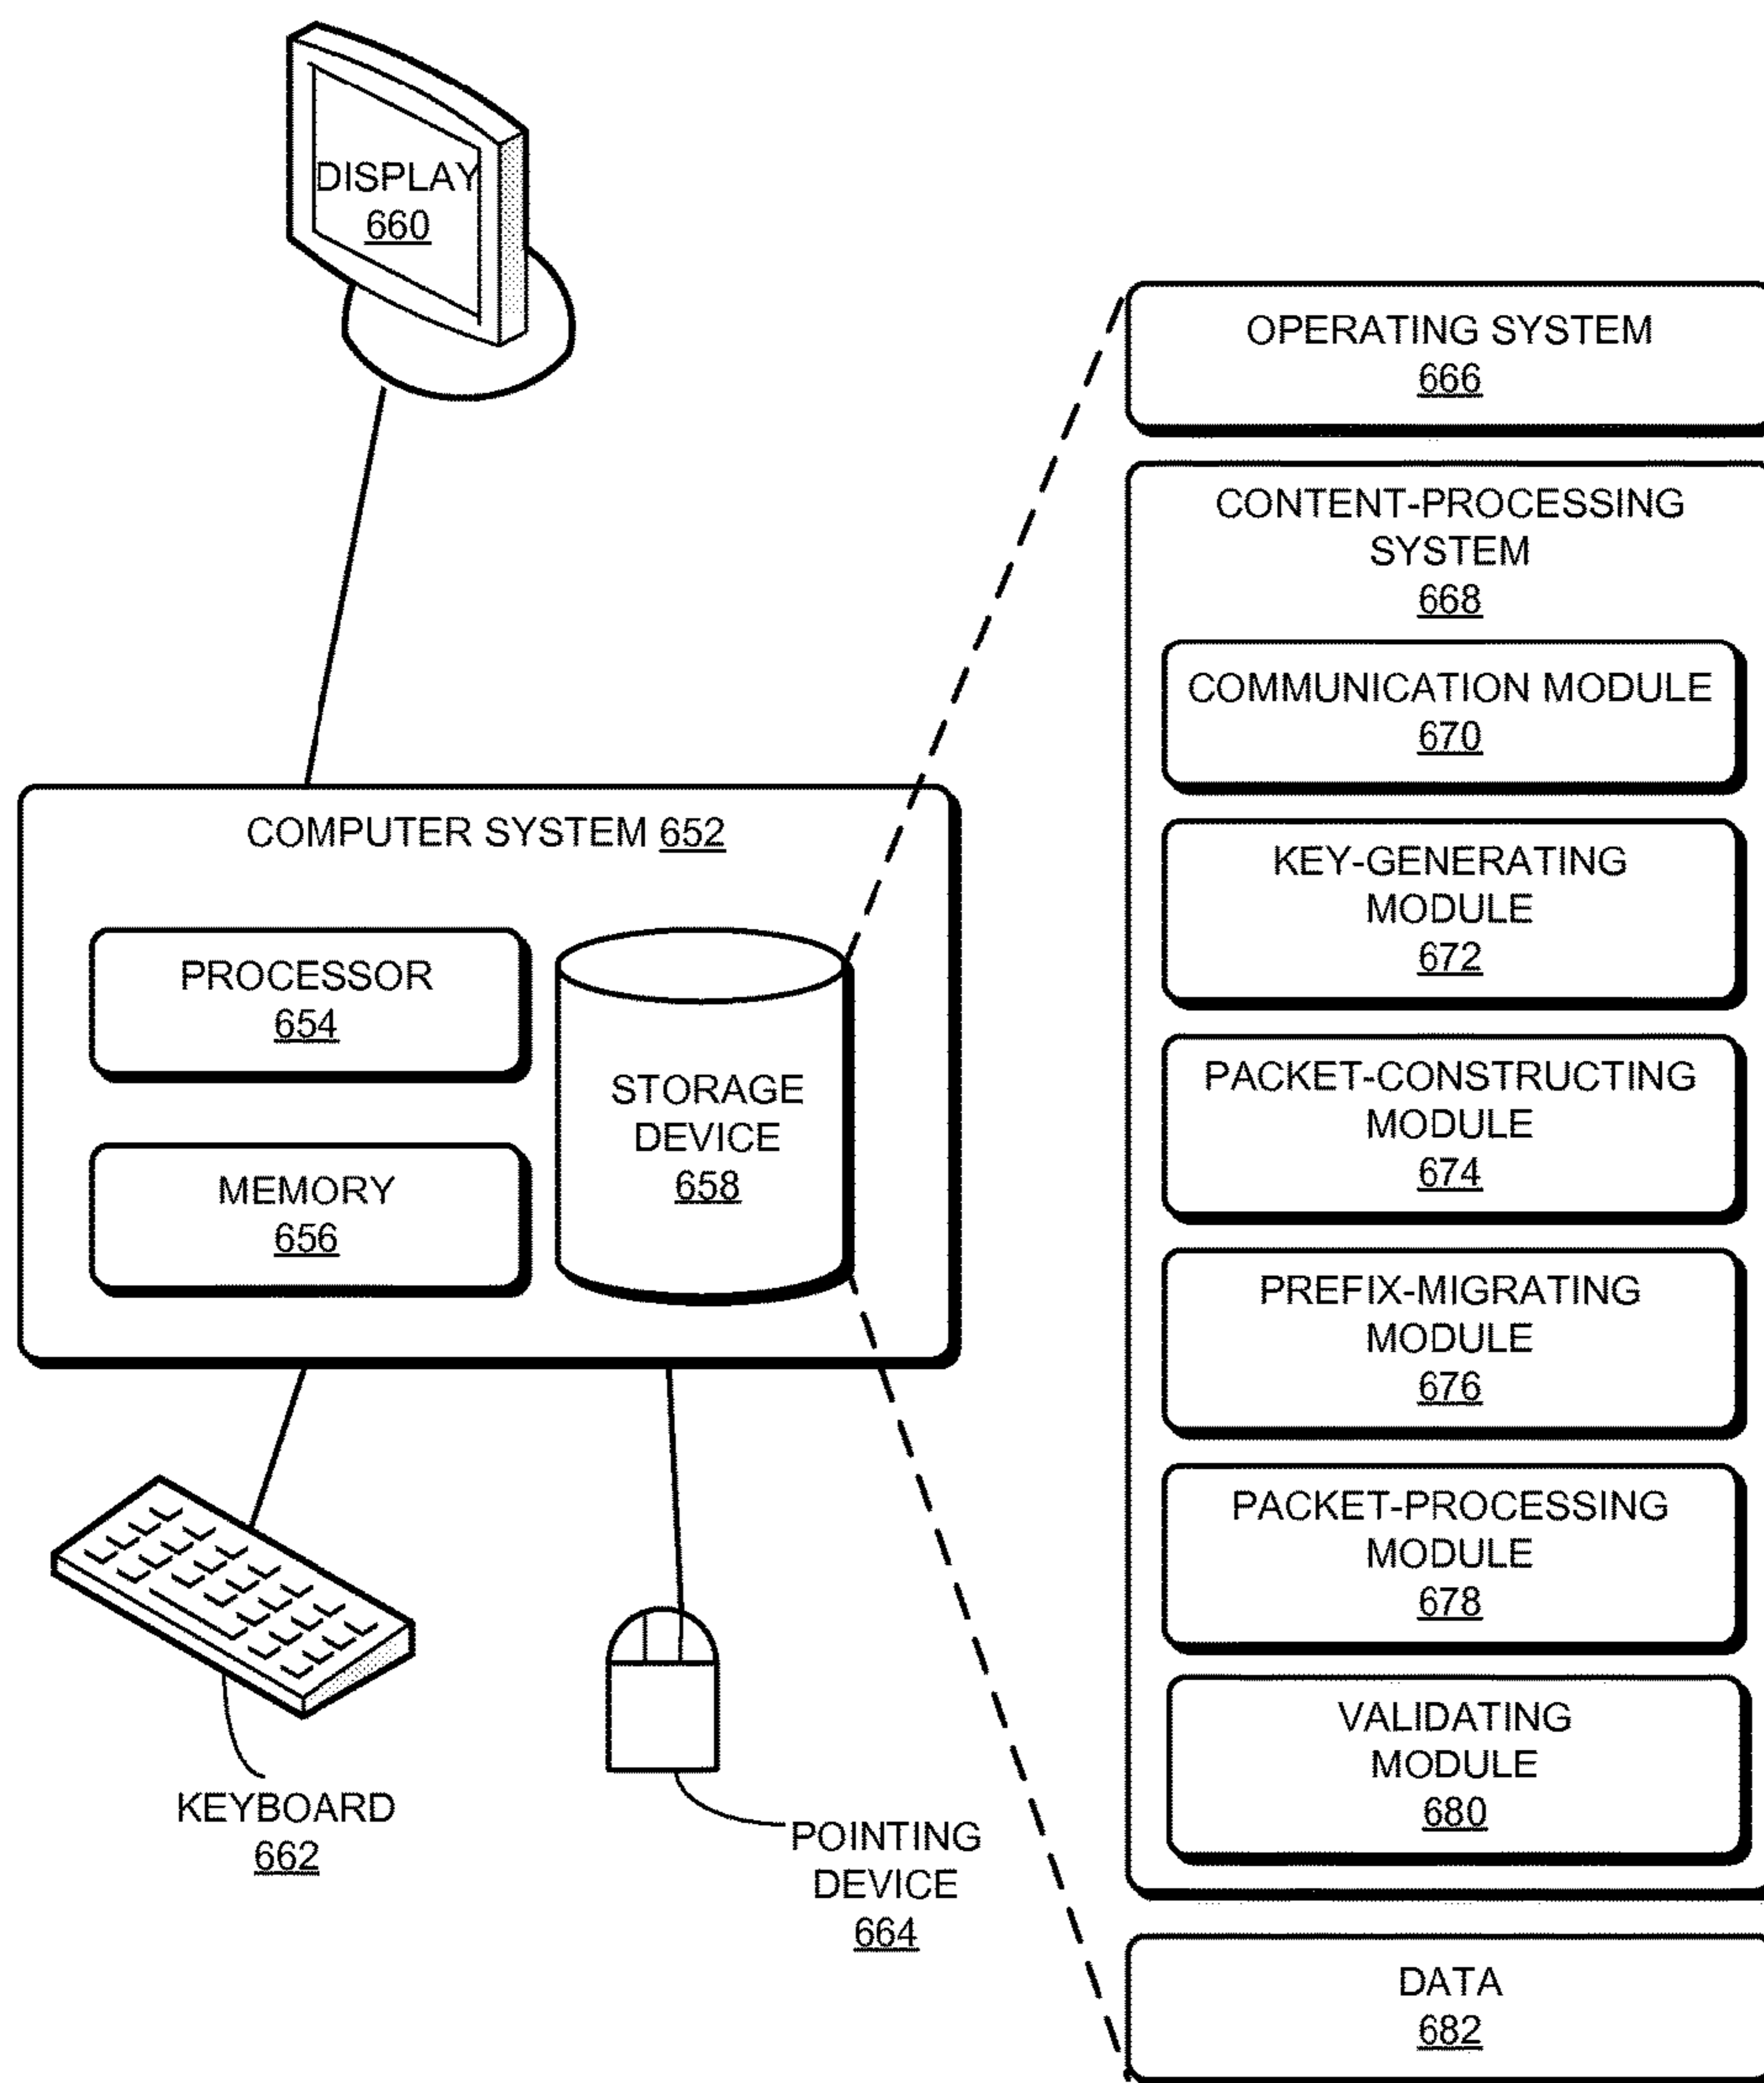 DISPLAY
660
COMPUTER SYSTEM 652
PROCESSOR
654
MEMORY
656
STORAGE
DEVICE
658
KEYBOARD
662
POINTING
DEVICE
664
OPERATING SYSTEM
666
CONTENT-PROCESSING
SYSTEM
668
COMMUNICATION MODULE
670
KEY-GENERATING
MODULE
672
PACKET-CONSTRUCTING
MODULE
674
PREFIX-MIGRATING
MODULE
676
PACKET-PROCESSING
MODULE
678
VALIDATING
MODULE
680
DATA
682